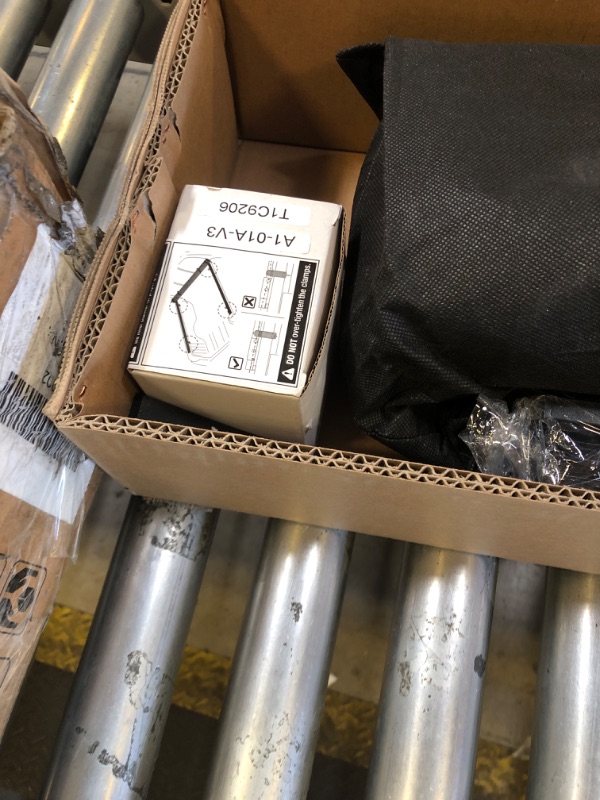 A1-01A-V3
T1C9206
DO NOT over-tighten the clamps.